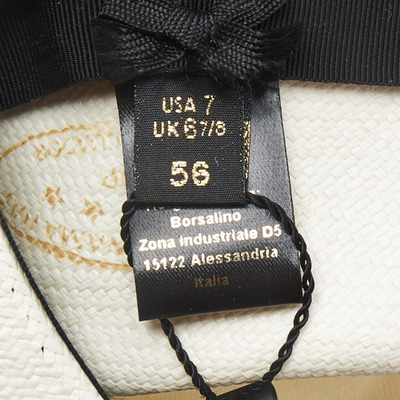 USA 7
UK 6 7/8
56
Borsalino
Zona Industriale D5
15122 Alessandria
Italia